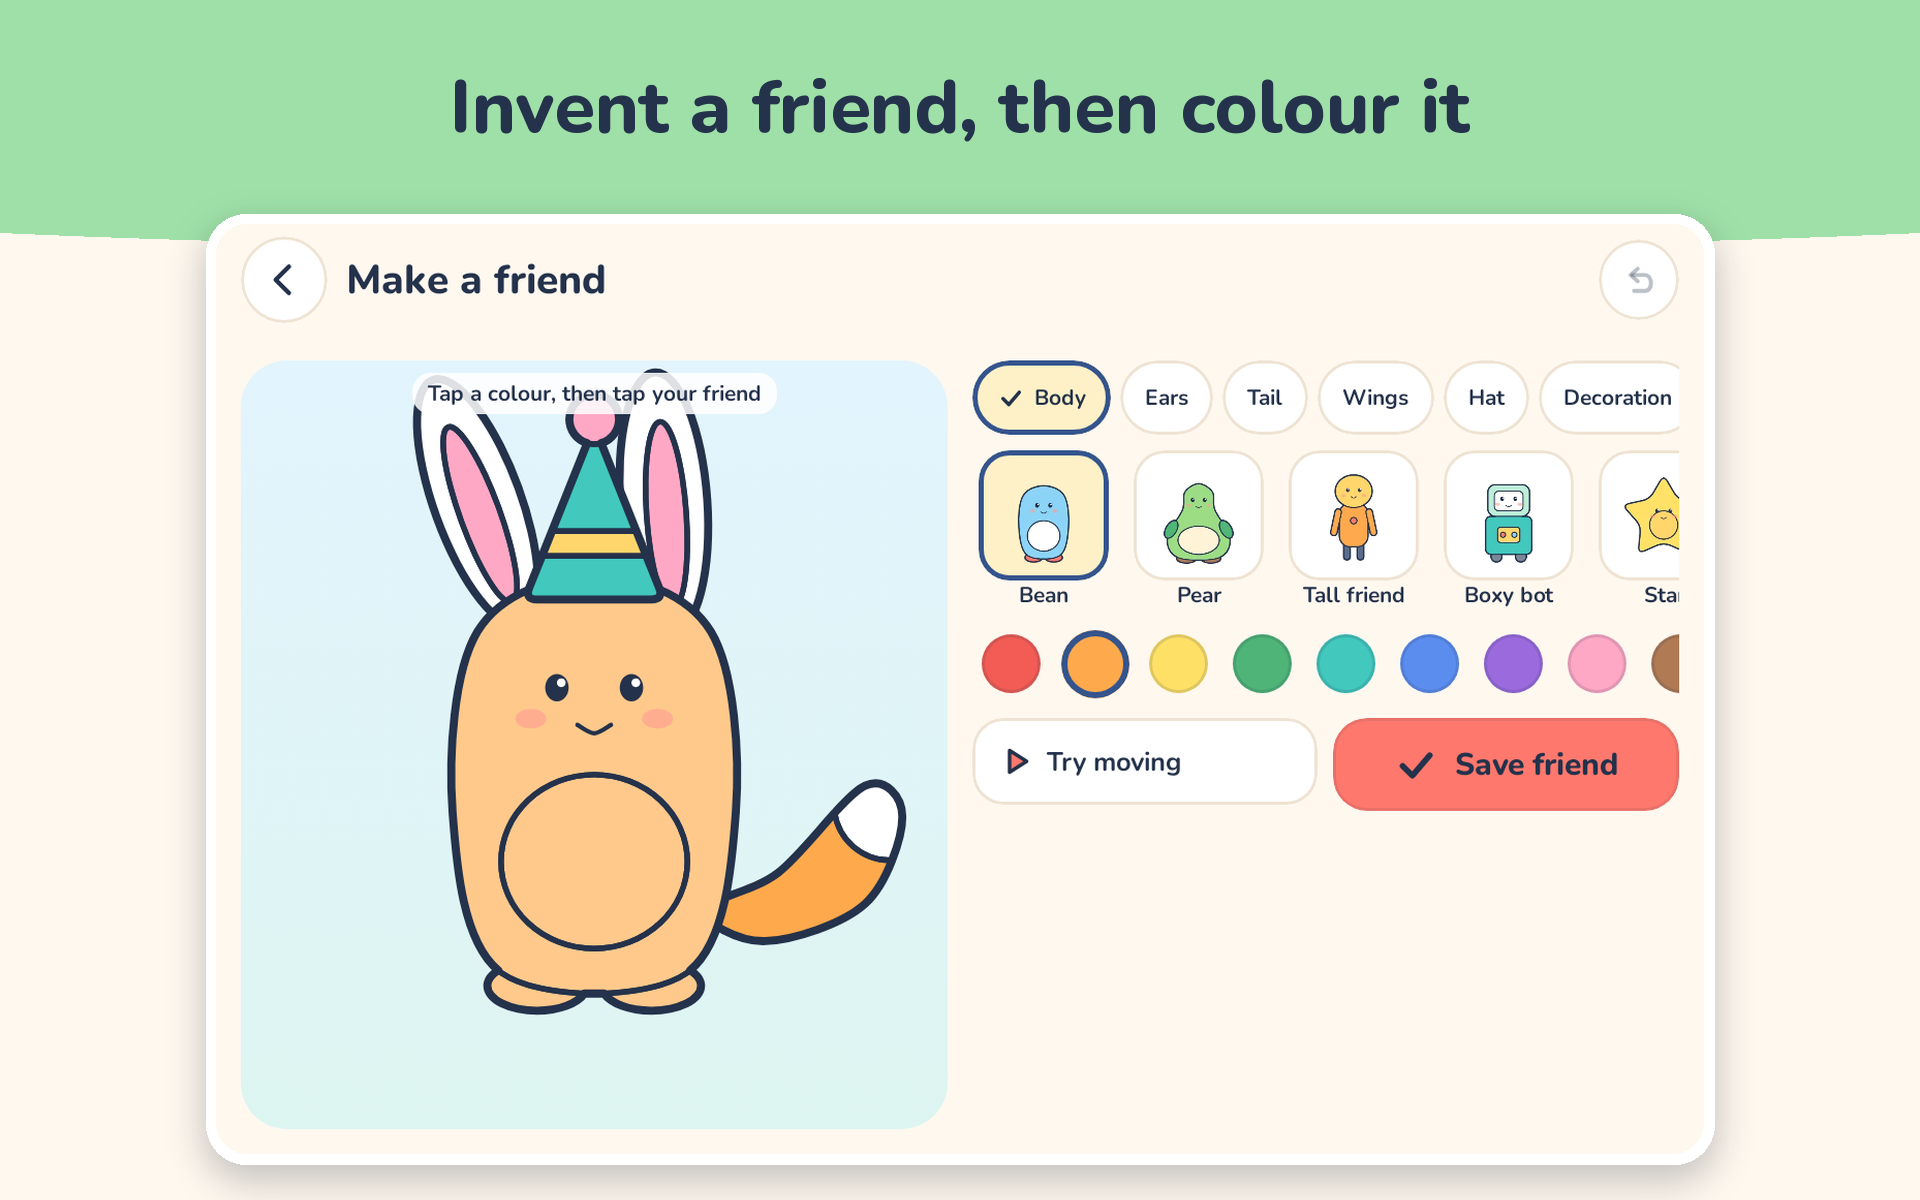 Invent a friend, then colour it
Make a friend
Tap a colour, then tap your friend
Body
Ears
Tail
Wings
Hat
Decoration
Bean
Pear
Tall friend
Boxy bot
Star
Try moving
Save friend